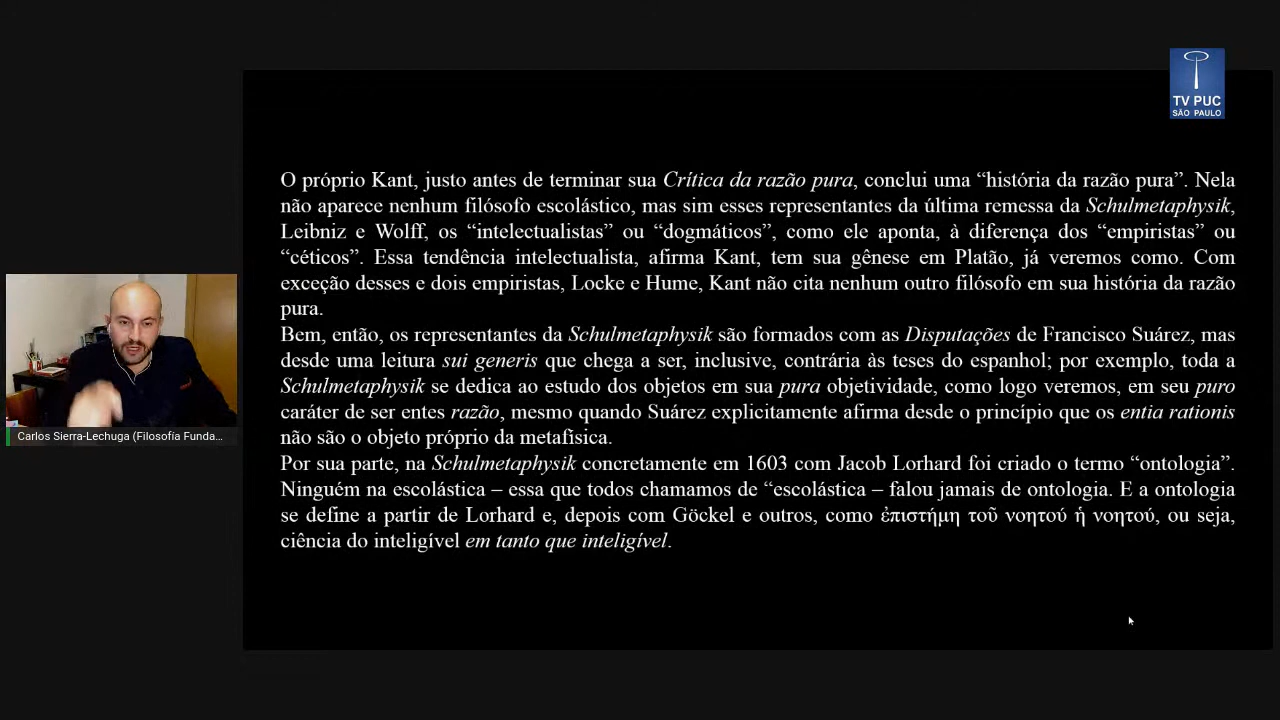 TV PUC
SÃO PAULO
O próprio Kant, justo antes de terminar sua Crítica da razão pura, conclui uma “história da razão pura”. Nela
não aparece nenhum filósofo escolástico, mas sim esses representantes da última remessa da Schulmetaphysik,
Leibniz e Wolff, os “intelectualistas” ou “dogmáticos”, como ele aponta, à diferença dos “empiristas” ou
“céticos”. Essa tendência intelectualista, afirma Kant, tem sua gênese em Platão, já veremos como. Com
exceção desses e dois empiristas, Locke e Hume, Kant não cita nenhum outro filósofo em sua história da razão
pura.
Bem, então, os representantes da Schulmetaphysik são formados com as Disputações de Francisco Suárez, mas
desde uma leitura sui generis que chega a ser, inclusive, contrária às teses do espanhol; por exemplo, toda a
Schulmetaphysik se dedica ao estudo dos objetos em sua pura objetividade, como logo veremos, em seu puro
caráter de ser entes razão, mesmo quando Suárez explicitamente afirma desde o princípio que os entia rationis
não são o objeto próprio da metafísica.
Por sua parte, na Schulmetaphysik concretamente em 1603 com Jacob Lorhard foi criado o termo “ontologia”.
Ninguém na escolástica – essa que todos chamamos de “escolástica – falou jamais de ontologia. E a ontologia
se define a partir de Lorhard e, depois com Göckel e outros, como ἐπιστήμη τοῦ νοητού ἡ νοητού, ou seja,
ciência do inteligível em tanto que inteligível.
Carlos Sierra-Lechuga (Filosofía Funda...